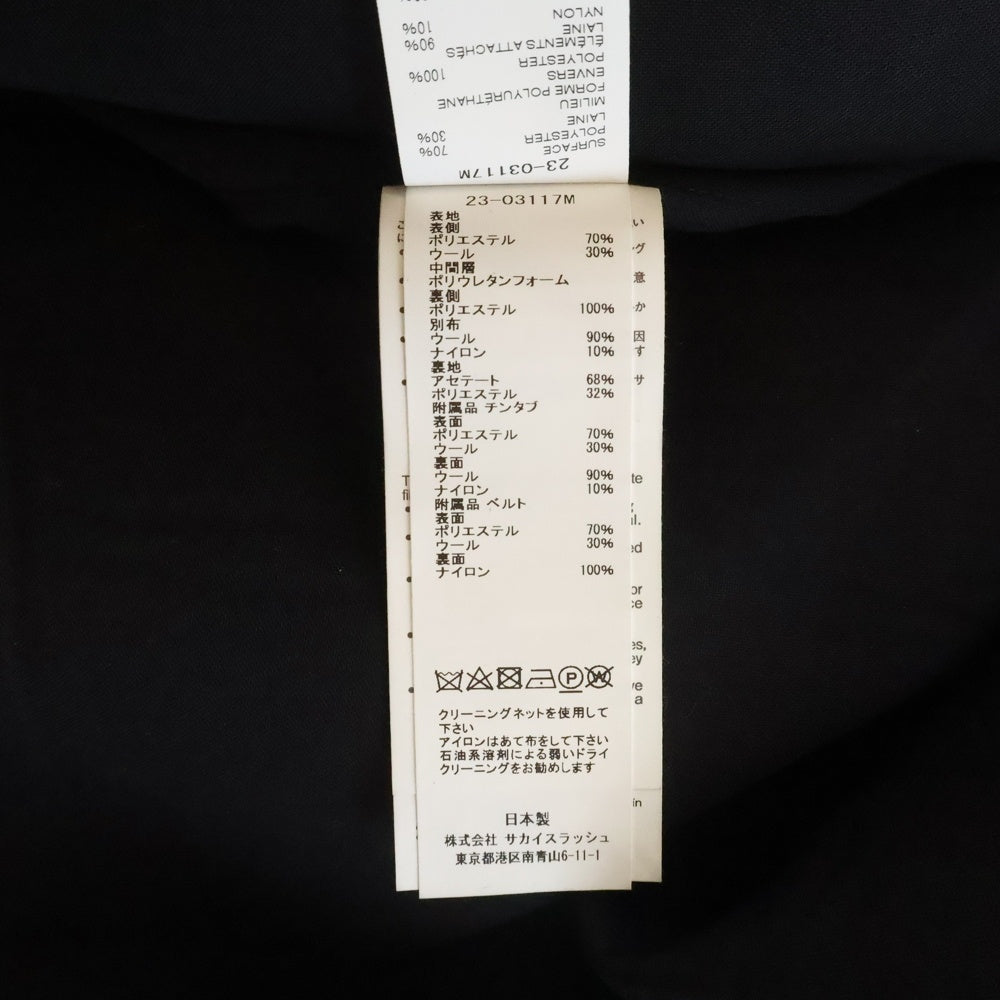 NYLON
LAINE 10%
ÉLÉMENTS ATTACHÉS 90%
POLYESTER
ENVERS 100%
FORME POLYURÉTHANE
MILIEU
LAINE
POLYESTER 30%
SURFACE 70%
23-03117M
23-03117M
表地
表側
ポリエステル 70%
ウール 30%
中間層
ポリウレタンフォーム
裏側
ポリエステル 100%
別布
ウール 90%
ナイロン 10%
裏地
アセテート 68%
ポリエステル 32%
附属品 チンタブ
表面
ポリエステル 70%
ウール 30%
裏面
ウール 90%
ナイロン 10%
附属品 ベルト
表面
ポリエステル 70%
ウール 30%
裏面
ナイロン 100%
P W
クリーニングネットを使用して
下さい
アイロンはあて布をして下さい
石油系溶剤による弱いドライ
クリーニングをお勧めします
日本製
株式会社 サカイスラッシュ
東京都港区南青山6-11-1